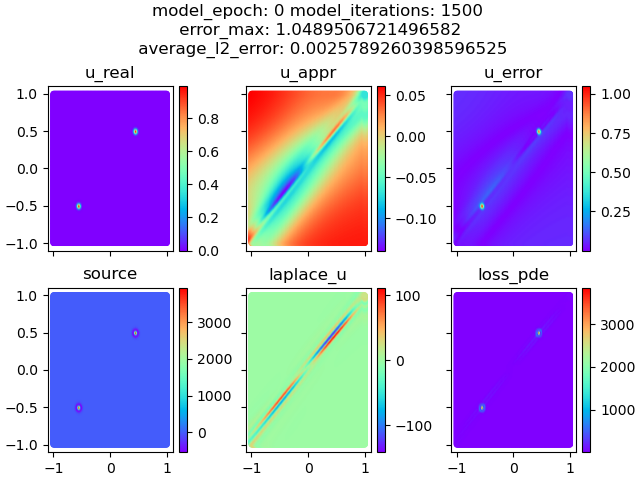 model_epoch: 0 model_iterations: 1500
error_max: 1.0489506721496582
average_l2_error: 0.0025789260398596525
u_real
u_appr
u_error
1.0
0.5
0.0
−0.5
−1.0
0.8
0.6
0.4
0.2
0.0
0.05
0.00
−0.05
−0.10
1.00
0.75
0.50
0.25
source
laplace_u
loss_pde
1.0
0.5
0.0
−0.5
−1.0
3000
2000
1000
0
100
0
−100
3000
2000
1000
−1 0 1
−1 0 1
−1 0 1